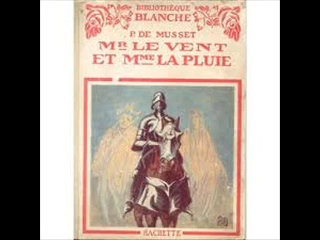 BIBLIOTHÈQUE
BLANCHE
P. DE MUSSET
MR LE VENT
ET MME LA PLUIE
HACHETTE